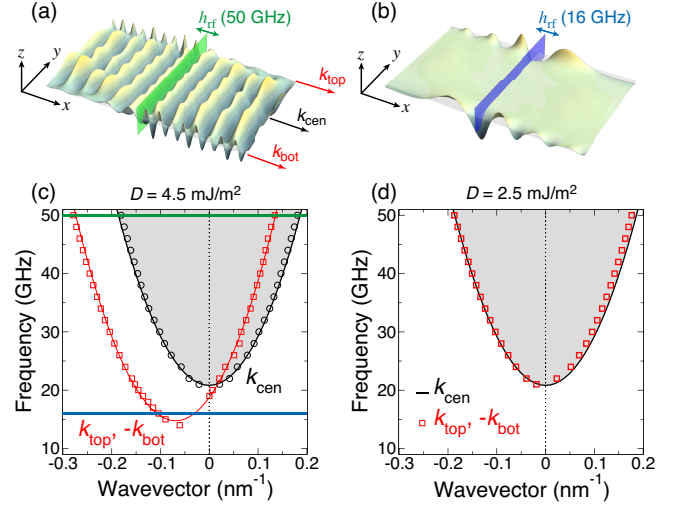 (a)
h_rf (50 GHz)
z
y
x
k_top
k_cen
k_bot
(b)
h_rf (16 GHz)
z
y
x
(c)
D = 4.5 mJ/m²
50
40
30
20
10
Frequency (GHz)
k_cen
k_top, -k_bot
-0.3 -0.2 -0.1 0 0.1 0.2
Wavevector (nm⁻¹)
(d)
D = 2.5 mJ/m²
50
40
30
20
10
Frequency (GHz)
k_cen
k_top, -k_bot
-0.3 -0.2 -0.1 0 0.1 0.2
Wavevector (nm⁻¹)